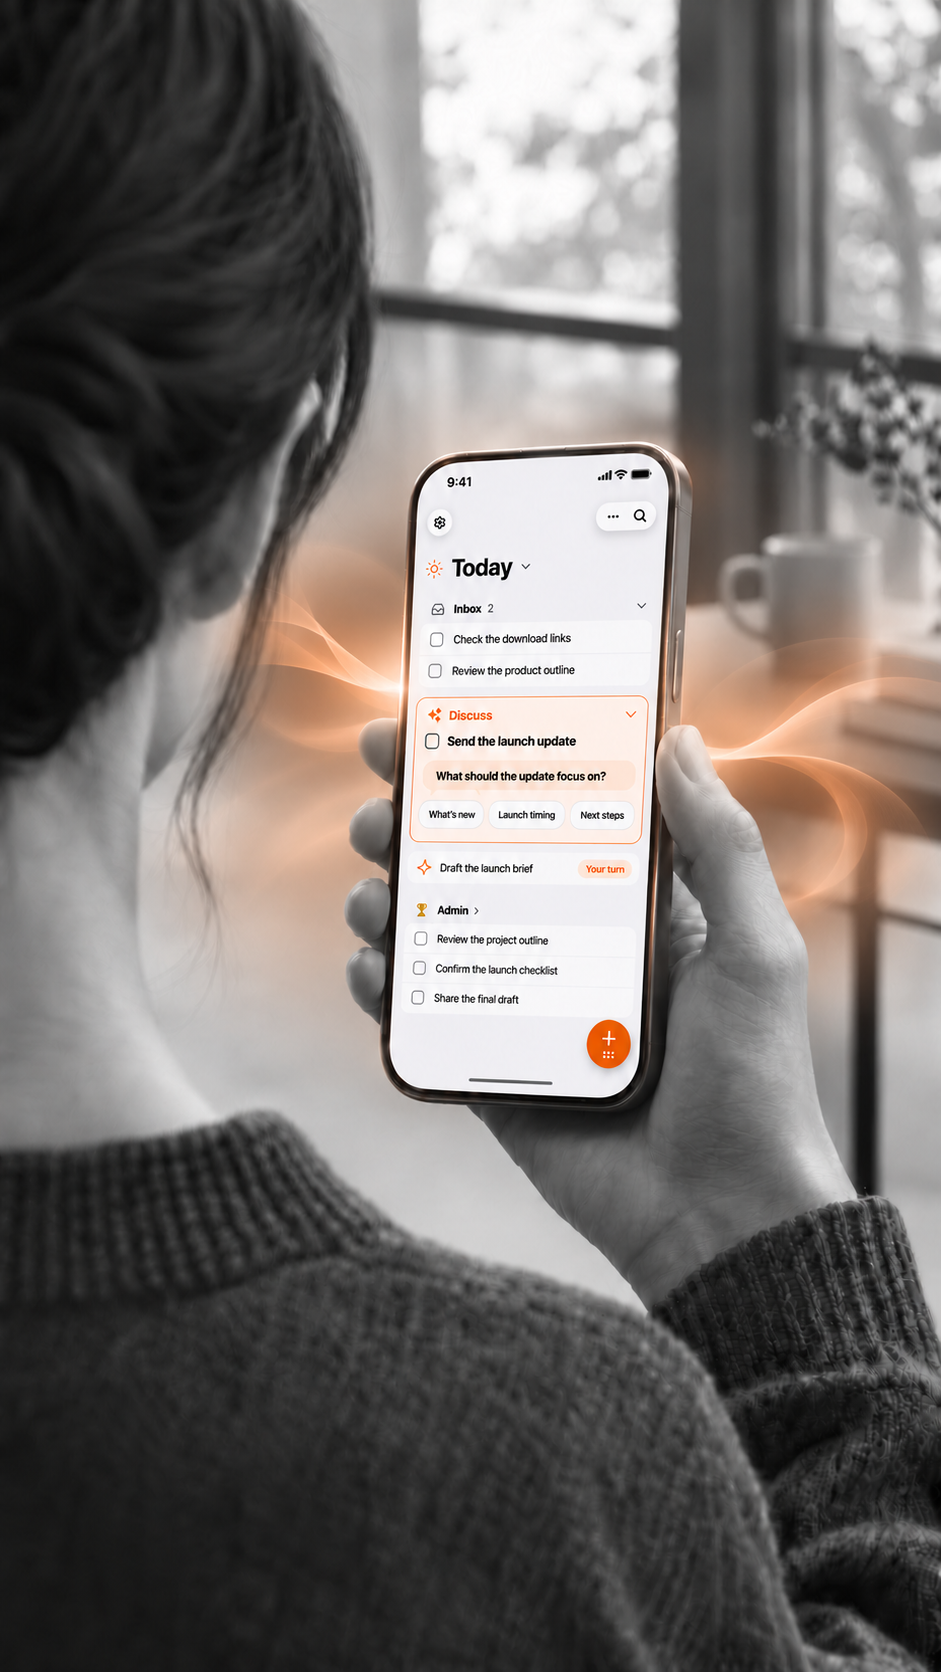 9:41
Today
Inbox 2
Check the download links
Review the product outline
Discuss
Send the launch update
What should the update focus on?
What's new
Launch timing
Next steps
Draft the launch brief
Your turn
Admin
Review the project outline
Confirm the launch checklist
Share the final draft